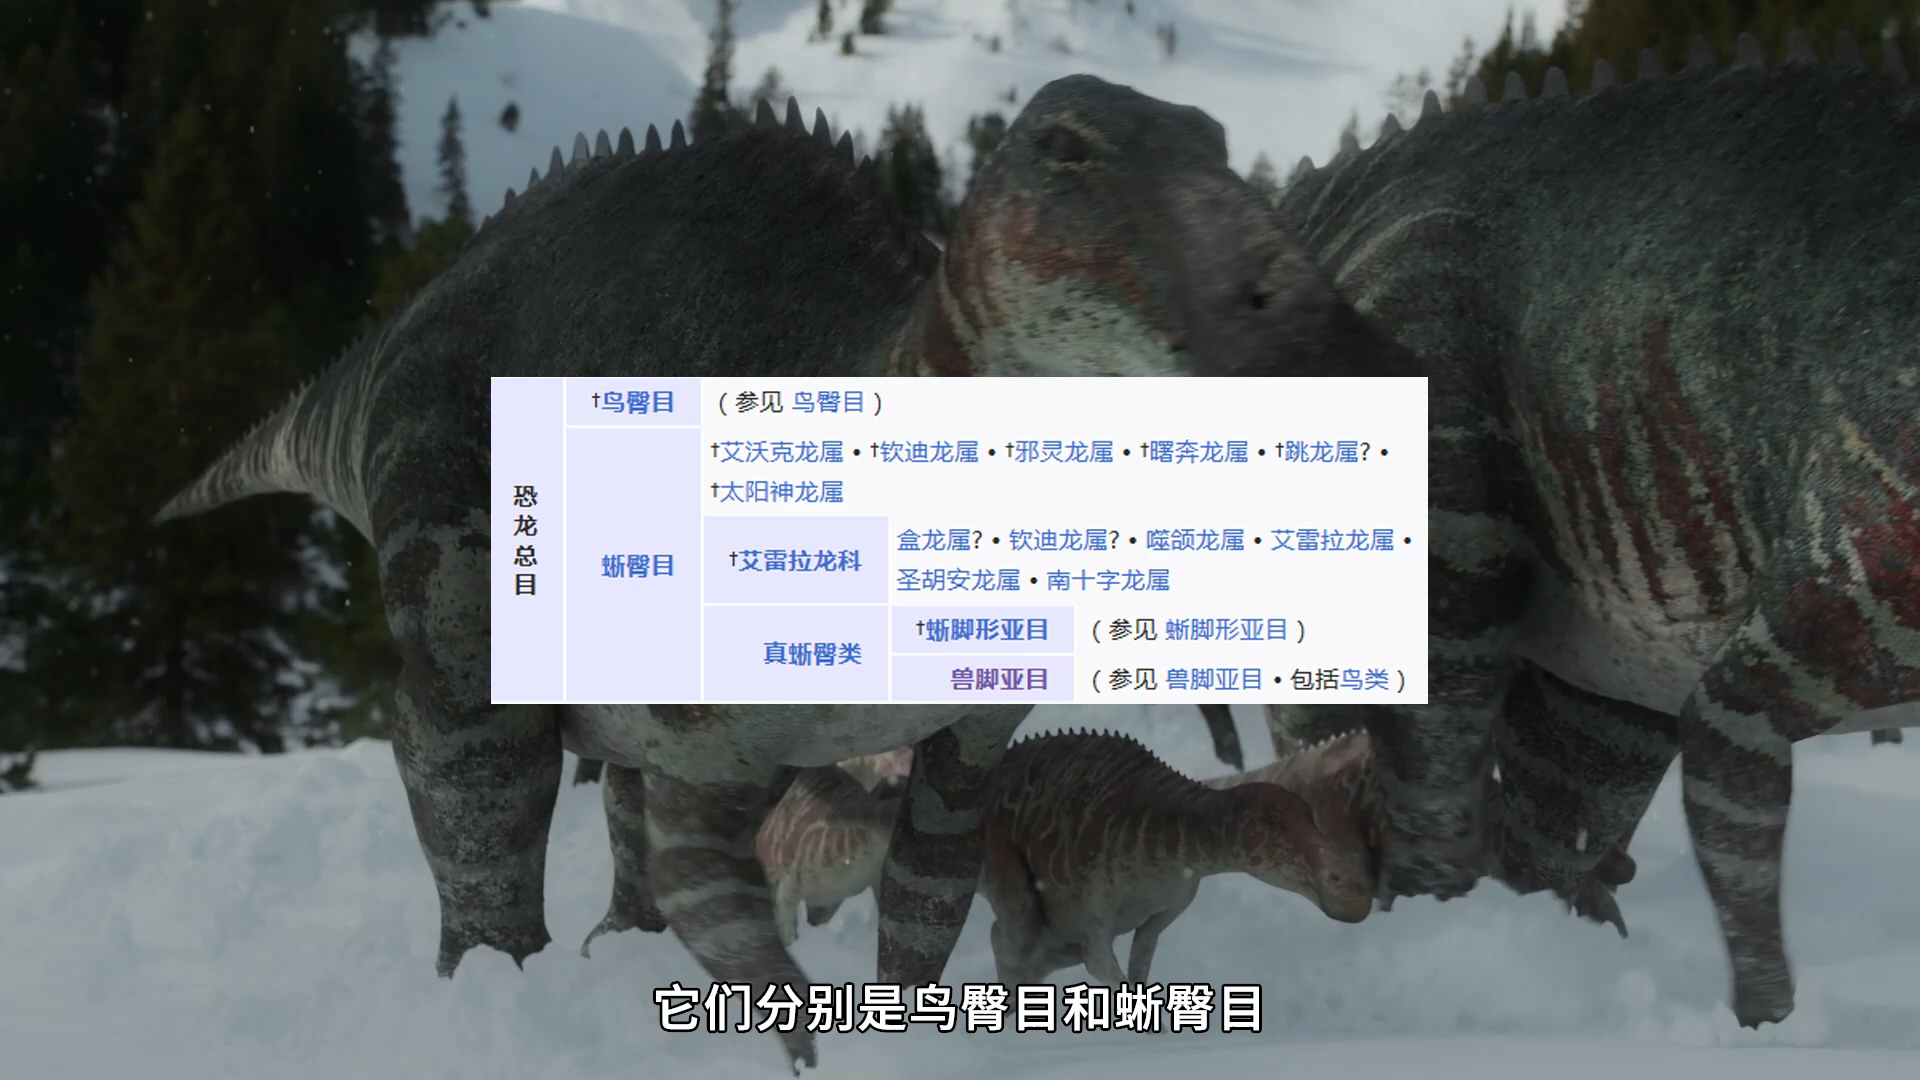 恐龙总目
†鸟臀目
（参见 鸟臀目）
蜥臀目
†艾沃克龙属 • †钦迪龙属 • †邪灵龙属 • †曙奔龙属 • †跳龙属? •
†太阳神龙属
†艾雷拉龙科
盒龙属? • 钦迪龙属? • 噬颌龙属 • 艾雷拉龙属 •
圣胡安龙属 • 南十字龙属
真蜥臀类
†蜥脚形亚目
（参见 蜥脚形亚目）
兽脚亚目
（参见 兽脚亚目 • 包括鸟类）
它们分别是鸟臀目和蜥臀目